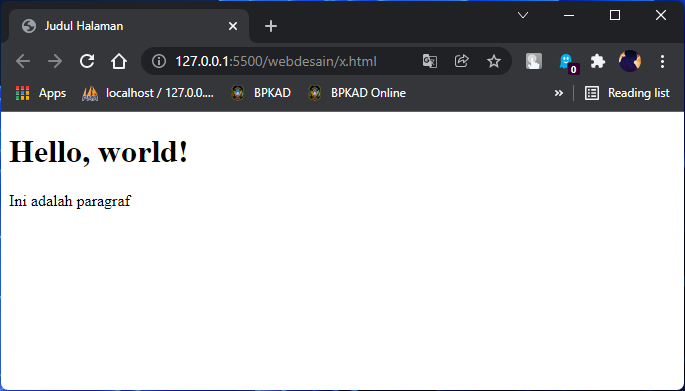 Judul Halaman
127.0.0.1:5500/webdesain/x.html
0
Apps localhost / 127.0.0.... BPKAD BPKAD Online » Reading list
Hello, world!
Ini adalah paragraf